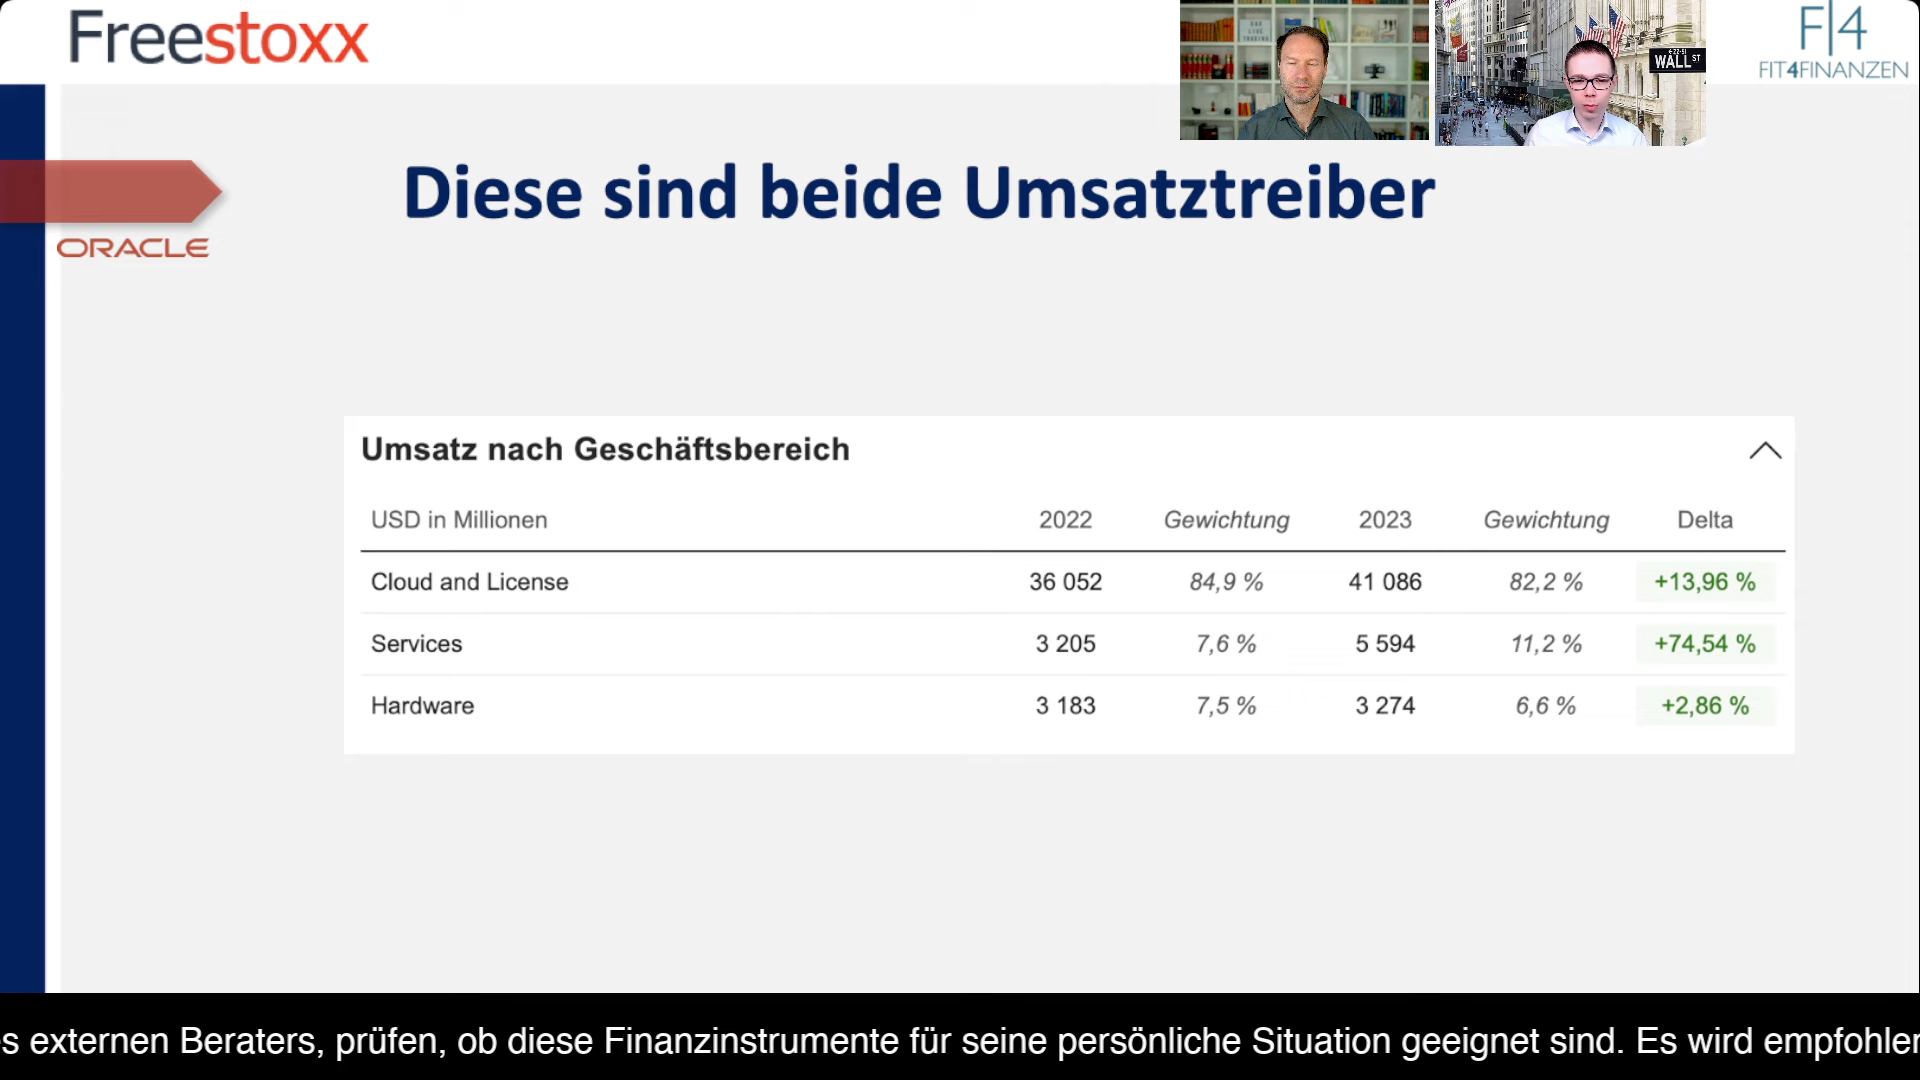 Freestoxx
WALL ST
F|4
FIT4FINANZEN
ORACLE
Diese sind beide Umsatztreiber
Umsatz nach Geschäftsbereich
USD in Millionen 2022 Gewichtung 2023 Gewichtung Delta
Cloud and License 36 052 84,9 % 41 086 82,2 % +13,96 %
Services 3 205 7,6 % 5 594 11,2 % +74,54 %
Hardware 3 183 7,5 % 3 274 6,6 % +2,86 %
s externen Beraters, prüfen, ob diese Finanzinstrumente für seine persönliche Situation geeignet sind. Es wird empfohlen